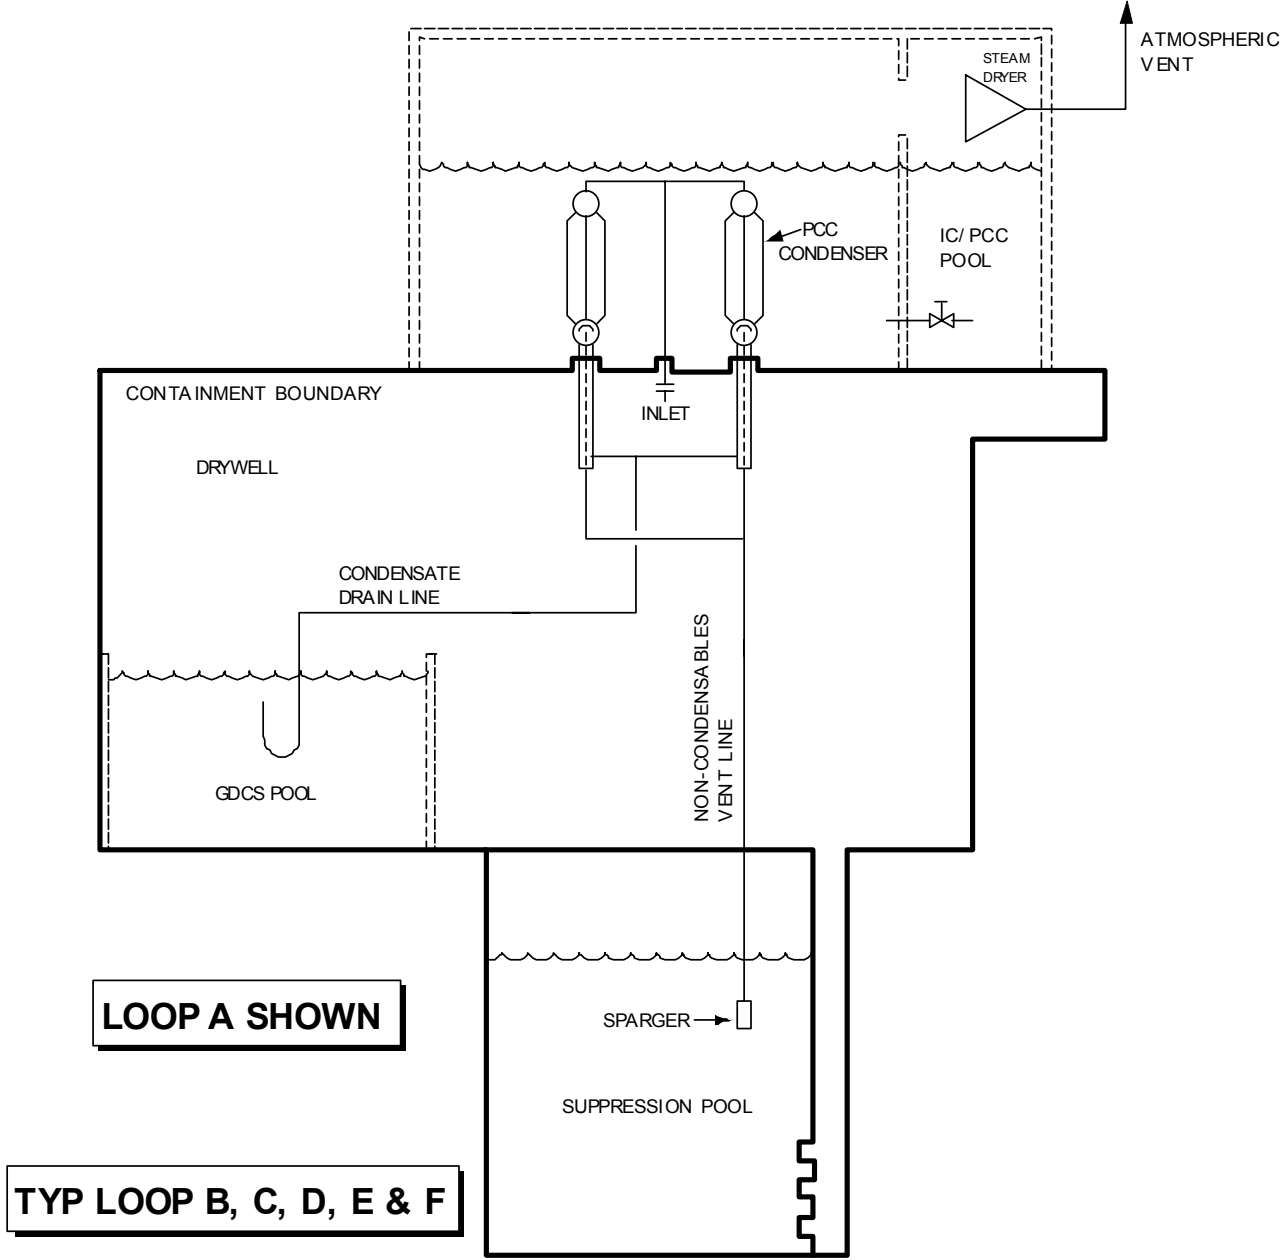 ATMOSPHERIC
VENT
STEAM
DRYER
PCC
CONDENSER
IC/ PCC
POOL
CONTAINMENT BOUNDARY
INLET
DRYWELL
CONDENSATE
DRAIN LINE
NON-CONDENSABLES
VENT LINE
GDCS POOL
LOOP A SHOWN
SPARGER
SUPPRESSION POOL
TYP LOOP B, C, D, E & F